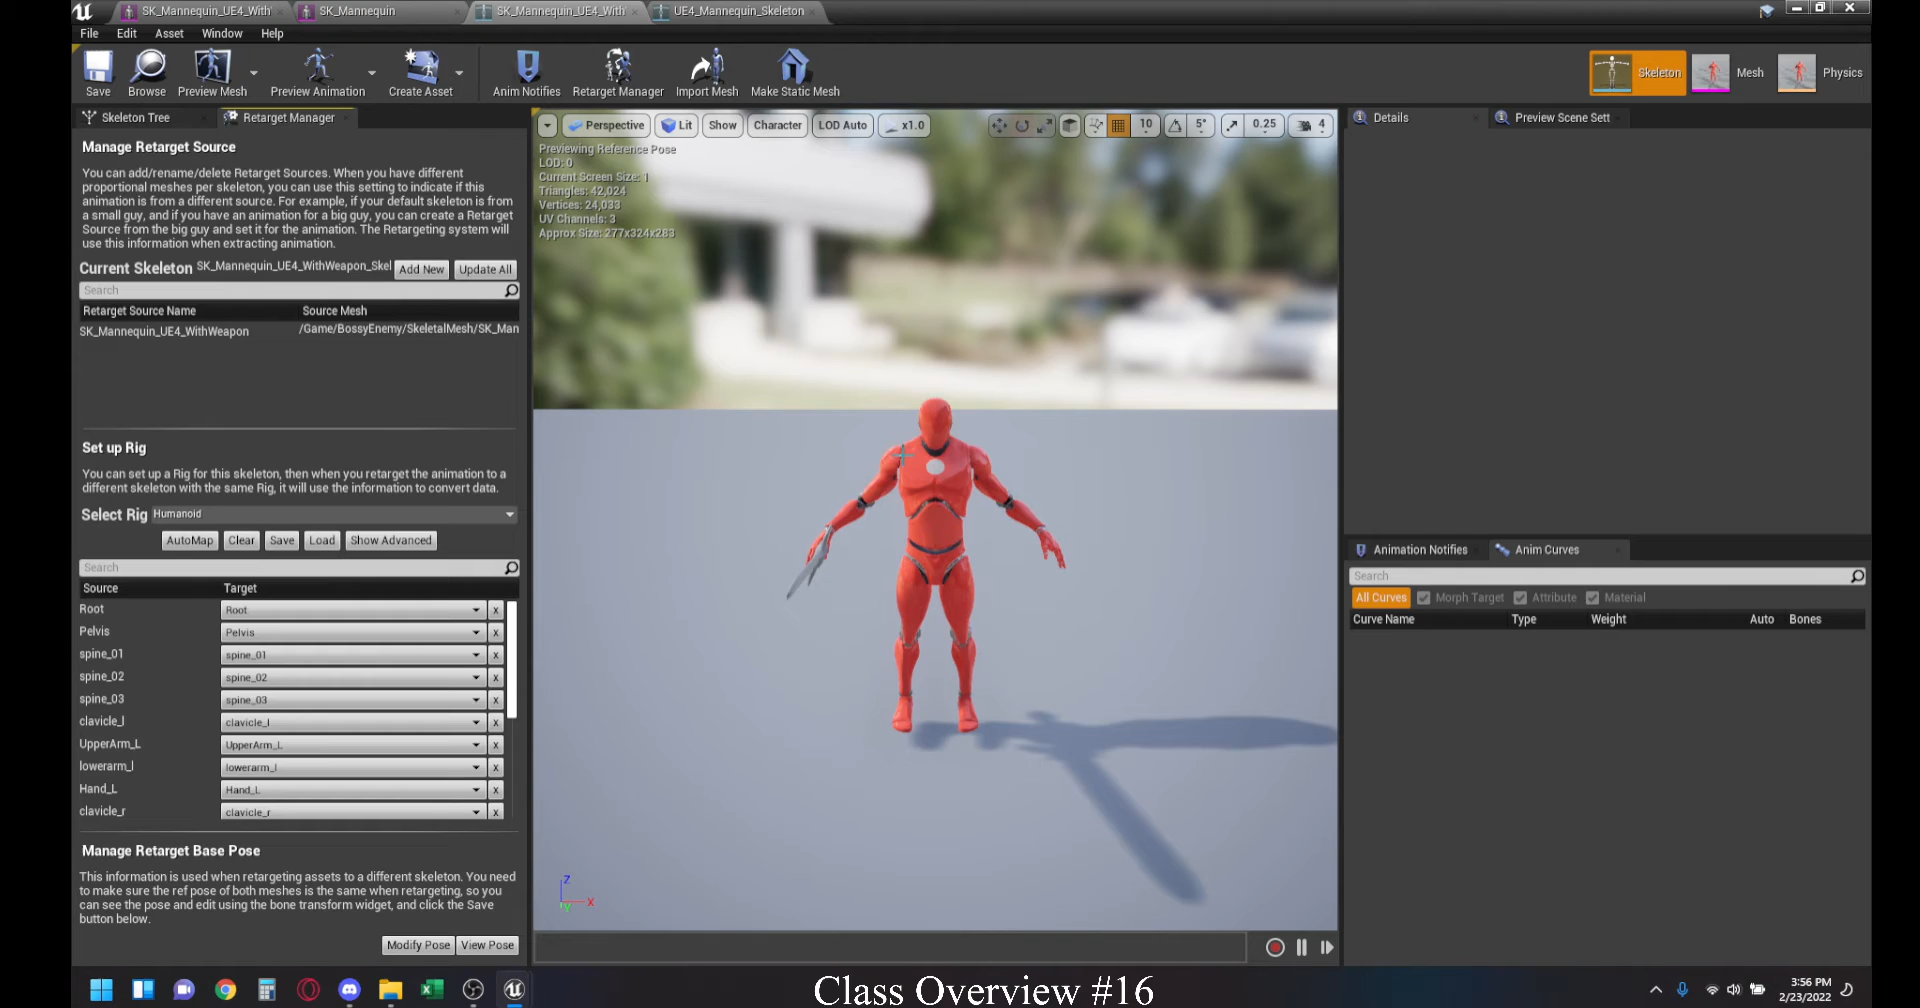 SK_Mannequin_UE4_With
SK_Mannequin
SK_Mannequin_UE4_With
UE4_Mannequin_Skeleton
File Edit Asset Window Help
Save Browse Preview Mesh Preview Animation Create Asset Anim Notifies Retarget Manager Import Mesh Make Static Mesh
Skeleton Mesh Physics
Skeleton Tree Retarget Manager
Manage Retarget Source
You can add/rename/delete Retarget Sources. When you have different
proportional meshes per skeleton, you can use this setting to indicate if this
animation is from a different source. For example, if your default skeleton is from
a small guy, and if you have an animation for a big guy, you can create a Retarget
Source from the big guy and set it for the animation. The Retargeting system will
use this information when extracting animation.
Current Skeleton SK_Mannequin_UE4_WithWeapon_Skel Add New Update All
Search
Retarget Source Name Source Mesh
SK_Mannequin_UE4_WithWeapon /Game/BossyEnemy/SkeletalMesh/SK_Man
Set up Rig
You can set up a Rig for this skeleton, then when you retarget the animation to a
different skeleton with the same Rig, it will use the information to convert data.
Select Rig Humanoid
AutoMap Clear Save Load Show Advanced
Search
Source Target
Root Root x
Pelvis Pelvis x
spine_01 spine_01 x
spine_02 spine_02 x
spine_03 spine_03 x
clavicle_l clavicle_l x
UpperArm_L UpperArm_L x
lowerarm_l lowerarm_l x
Hand_L Hand_L x
clavicle_r clavicle_r x
Manage Retarget Base Pose
This information is used when retargeting assets to a different skeleton. You need
to make sure the ref pose of both meshes is the same when retargeting, so you
can see the pose and edit using the bone transform widget, and click the Save
button below.
Modify Pose View Pose
Perspective Lit Show Character LOD Auto x1.0 10 5° 0.25 4
Previewing Reference Pose
LOD: 0
Current Screen Size: 1
Triangles: 42,024
Vertices: 24,033
UV Channels: 3
Approx Size: 277x324x283
Z
X
Y
Details Preview Scene Sett
Animation Notifies Anim Curves
Search
All Curves Morph Target Attribute Material
Curve Name Type Weight Auto Bones
Class Overview #16
3:56 PM
2/23/2022